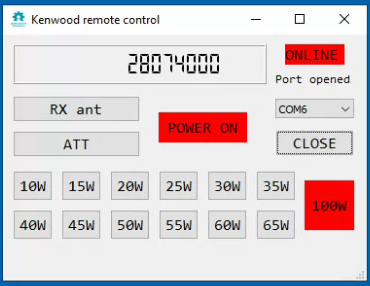 Kenwood remote control
28074000
ONLINE
Port opened
RX ant
POWER ON
COM6
ATT
CLOSE
10W 15W 20W 25W 30W 35W
100W
40W 45W 50W 55W 60W 65W